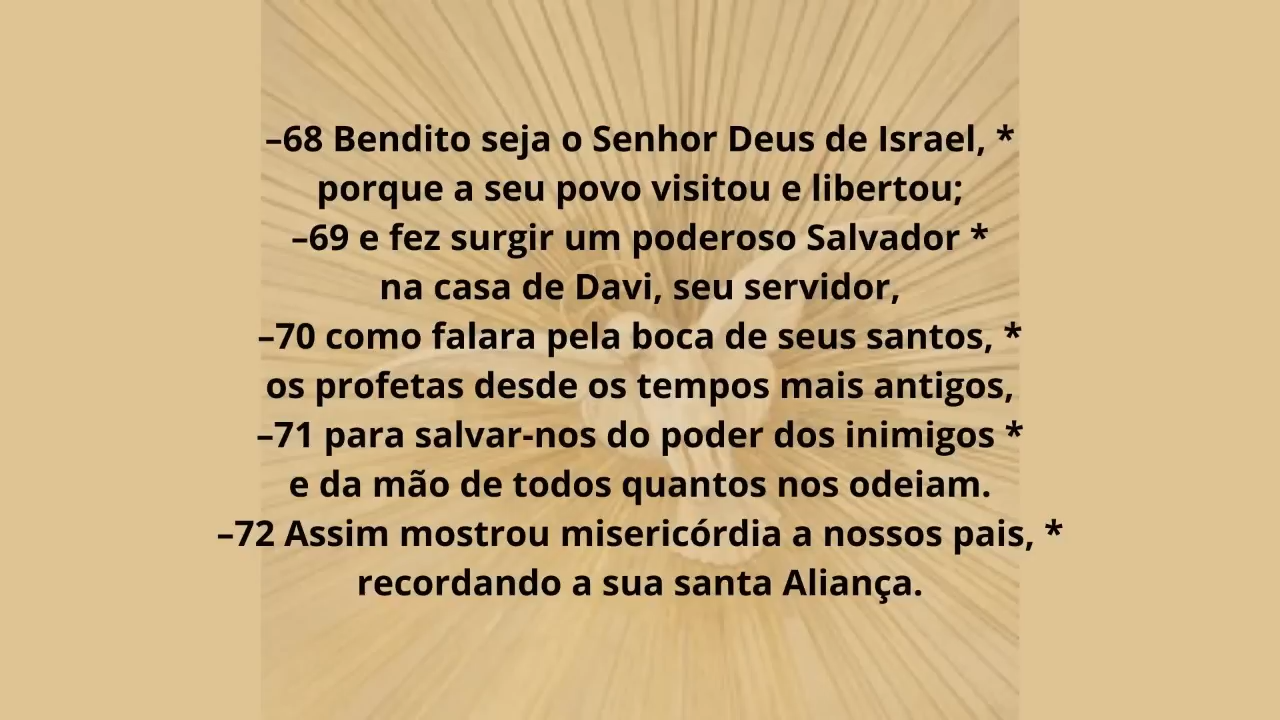 –68 Bendito seja o Senhor Deus de Israel, *
porque a seu povo visitou e libertou;
–69 e fez surgir um poderoso Salvador *
na casa de Davi, seu servidor,
–70 como falara pela boca de seus santos, *
os profetas desde os tempos mais antigos,
–71 para salvar-nos do poder dos inimigos *
e da mão de todos quantos nos odeiam.
–72 Assim mostrou misericórdia a nossos pais, *
recordando a sua santa Aliança.